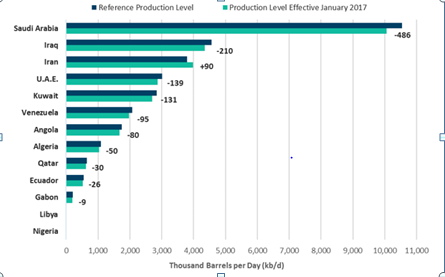 Reference Production Level Production Level Effective January 2017
Saudi Arabia -486
Iraq -210
Iran +90
U.A.E. -139
Kuwait -131
Venezuela -95
Angola -80
Algeria -50
Qatar -30
Ecuador -26
Gabon -9
Libya
Nigeria
0 1,000 2,000 3,000 4,000 5,000 6,000 7,000 8,000 9,000 10,000 11,000
Thousand Barrels per Day (kb/d)